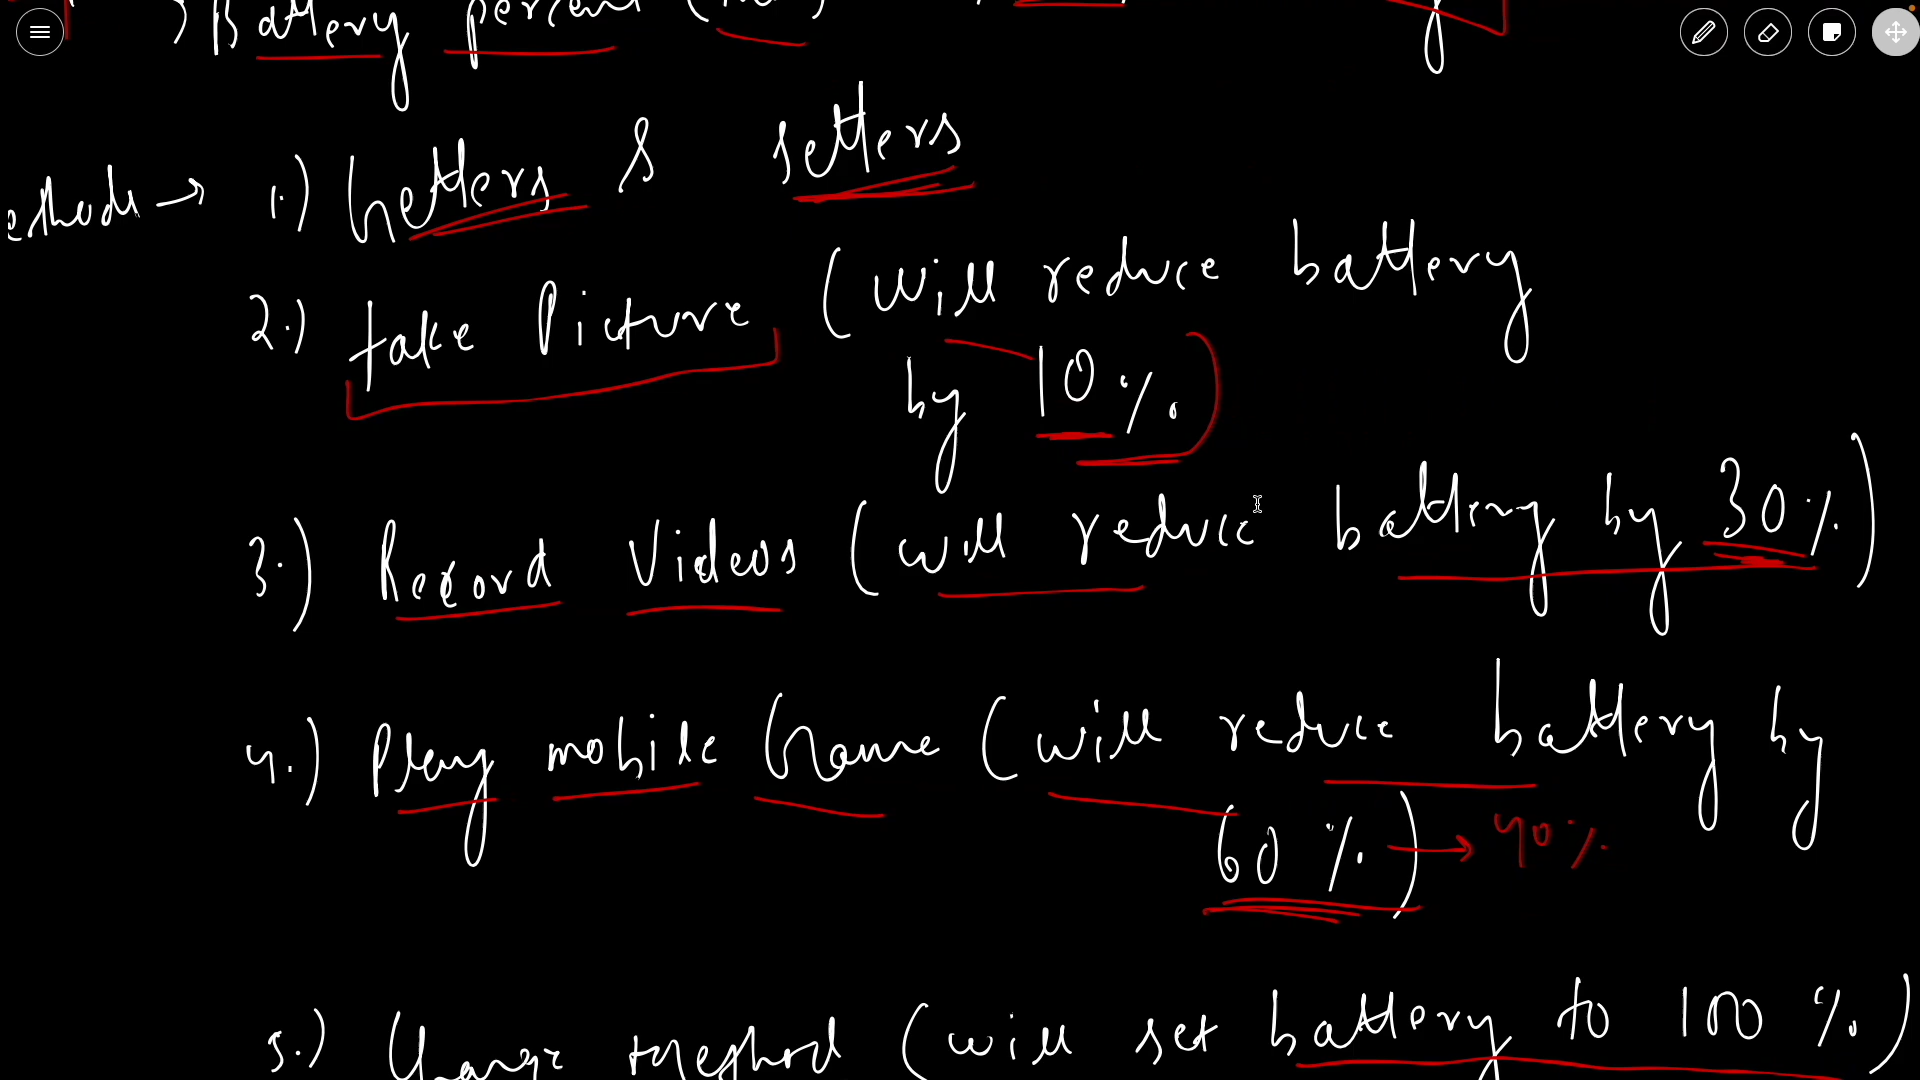 ) Battery percent (
ethods → 1.) Getters & setters
2.) take Picture (will reduce battery
by 10 %.)
3.) Record Videos (will reduce battery by 30 %)
4.) Play mobile Game (will reduce battery by
60 %.) → 40 %.
5.) method (will set battery to 100 %.)